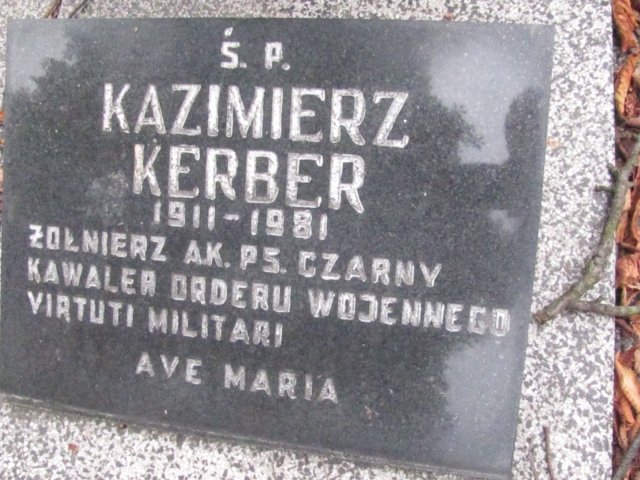 Ś. P.
KAZIMIERZ
KERBER
1911-1981
ŻOŁNIERZ AK. PS. CZARNY
KAWALER ORDERU WOJENNEGO
VIRTUTI MILITARI
AVE MARIA